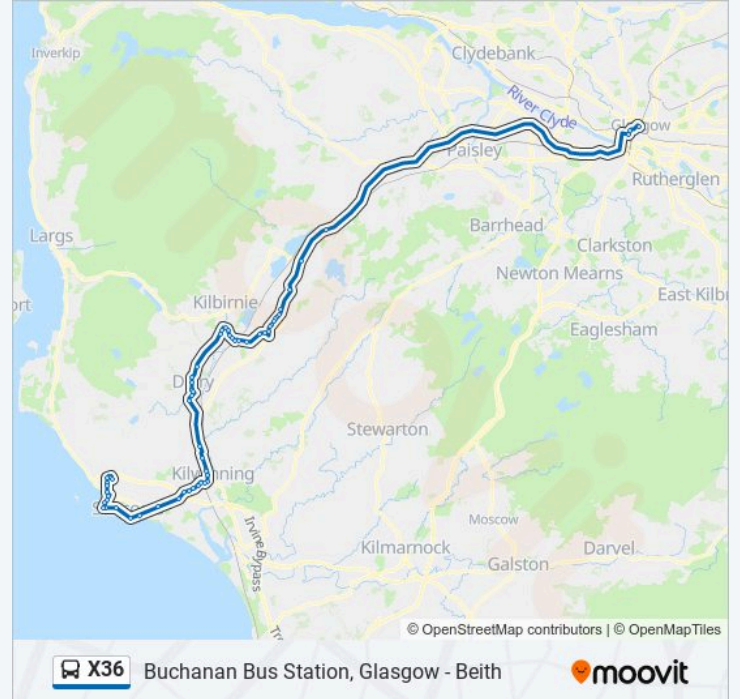 Inverkip
Clydebank
River Clyde
Glasgow
Paisley
Rutherglen
Largs
Barrhead
Clarkston
Newton Mearns
East Kilb
ort
Kilbirnie
Eaglesham
Stewarton
Kilwinning
Irvine Bypass
Moscow
Kilmarnock
Galston
Darvel
© OpenStreetMap contributors | © OpenMapTiles
X36 Buchanan Bus Station, Glasgow - Beith
moovit